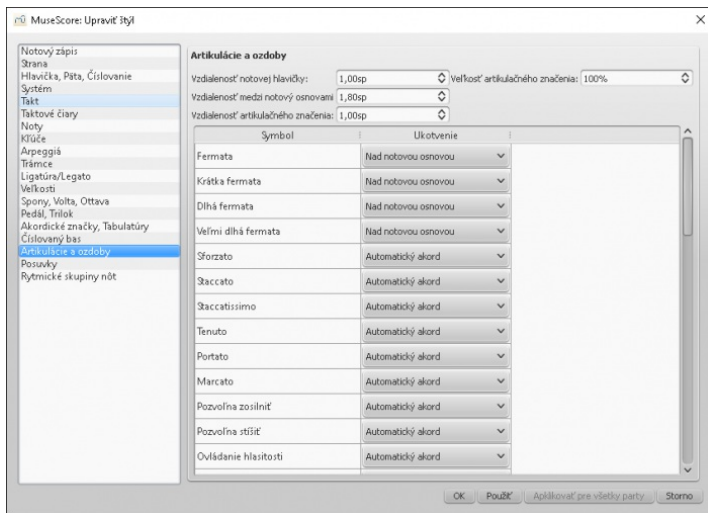 MuseScore: Upraviť štýl
Notový zápis
Strana
Hlavička, Päta, Číslovanie
Systém
Takt
Taktové čiary
Noty
Kľúče
Arpeggiá
Trámce
Ligatúra/Legato
Veľkosti
Spony, Volta, Ottava
Pedál, Trilok
Akordické značky, Tabulatúry
Číslovaný bas
Artikulácie a ozdoby
Posuvky
Rytmické skupiny nôt
Artikulácie a ozdoby
Vzdialenosť notovej hlavičky: 1,00sp Veľkosť artikulačného značenia: 100%
Vzdialenosť medzi notový osnovami 1,80sp
Vzdialenosť artikulačného značenia: 1,00sp
Symbol Ukotvenie
Fermata Nad notovou osnovou
Krátka fermata Nad notovou osnovou
Dlhá fermata Nad notovou osnovou
Veľmi dlhá fermata Nad notovou osnovou
Sforzato Automatický akord
Staccato Automatický akord
Staccatissimo Automatický akord
Tenuto Automatický akord
Portato Automatický akord
Marcato Automatický akord
Pozvoľna zosilniť Automatický akord
Pozvoľna stíšiť Automatický akord
Ovládanie hlasitosti Automatický akord
OK Použiť Aplikovať pre všetky party Storno